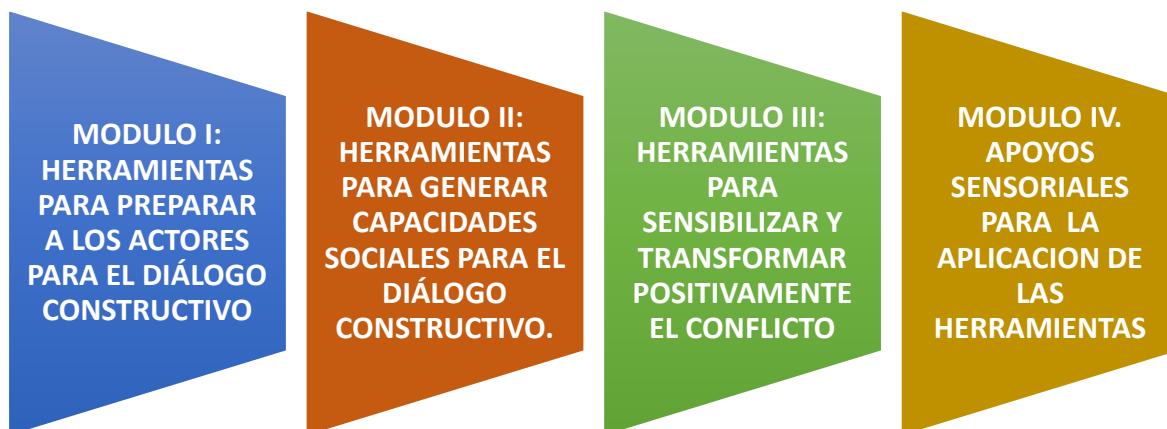 MODULO I:
HERRAMIENTAS
PARA PREPARAR
A LOS ACTORES
PARA EL DIÁLOGO
CONSTRUCTIVO
MODULO II:
HERRAMIENTAS
PARA GENERAR
CAPACIDADES
SOCIALES PARA EL
DIÁLOGO
CONSTRUCTIVO.
MODULO III:
HERRAMIENTAS
PARA
SENSIBILIZAR Y
TRANSFORMAR
POSITIVAMENTE
EL CONFLICTO
MODULO IV.
APOYOS
SENSORIALES
PARA LA
APLICACION DE
LAS
HERRAMIENTAS